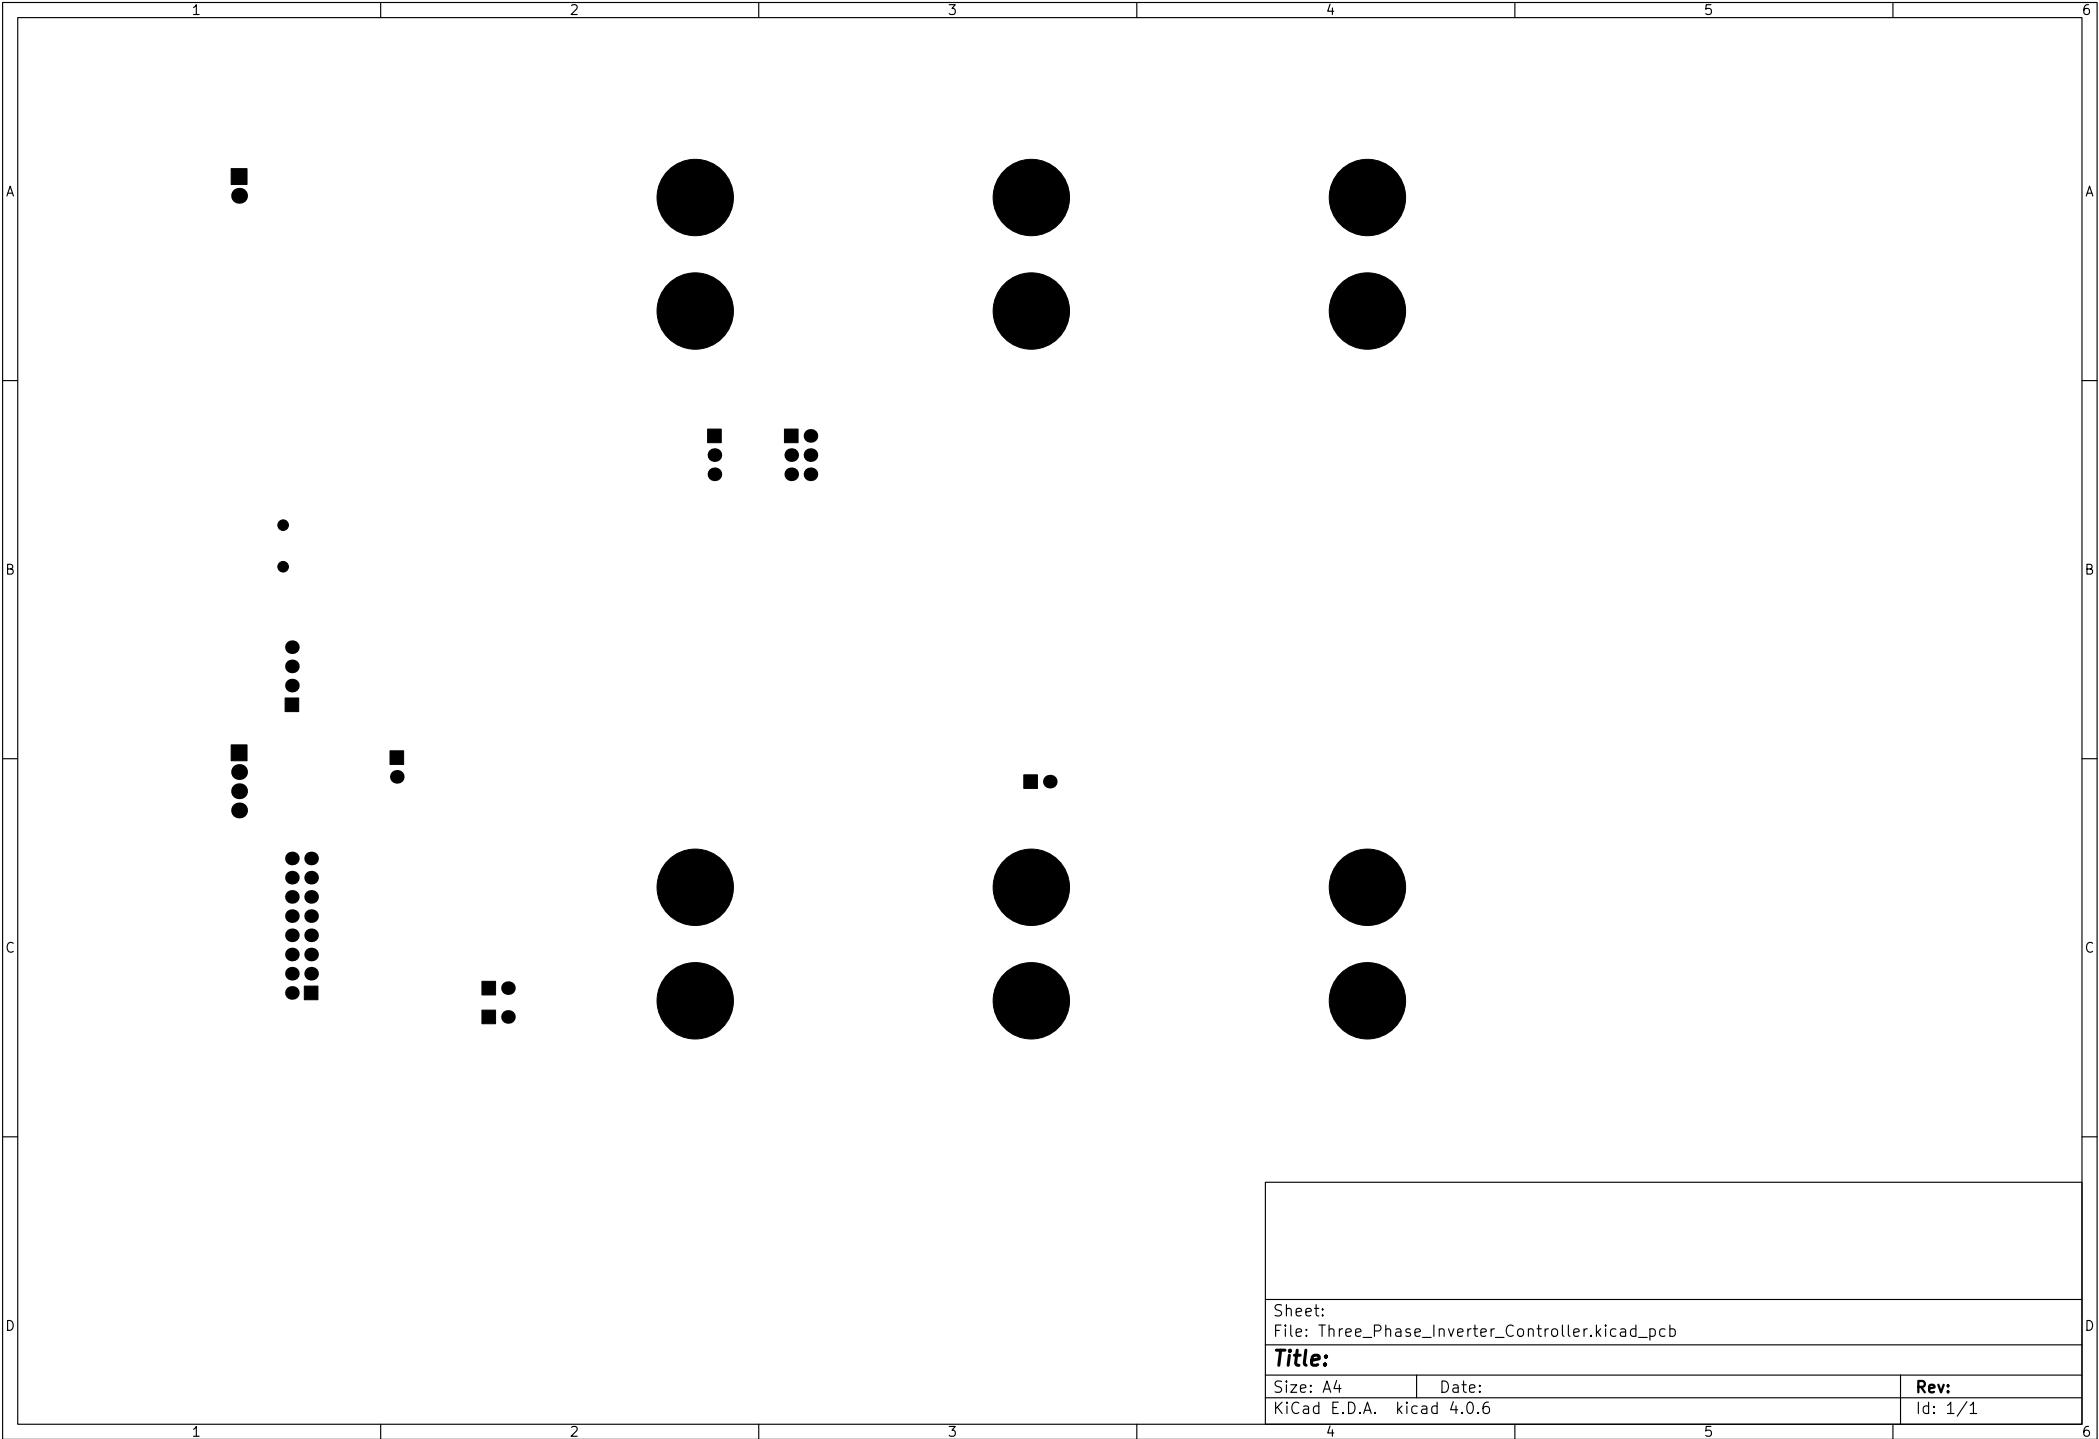 1 2 3 4 5 6
A A
B B
C C
Sheet:
D D
File: Three_Phase_Inverter_Controller.kicad_pcb
Title:
Size: A4 Date: Rev:
KiCad E.D.A. kicad 4.0.6 Id: 1/1
1 2 3 4 5 6